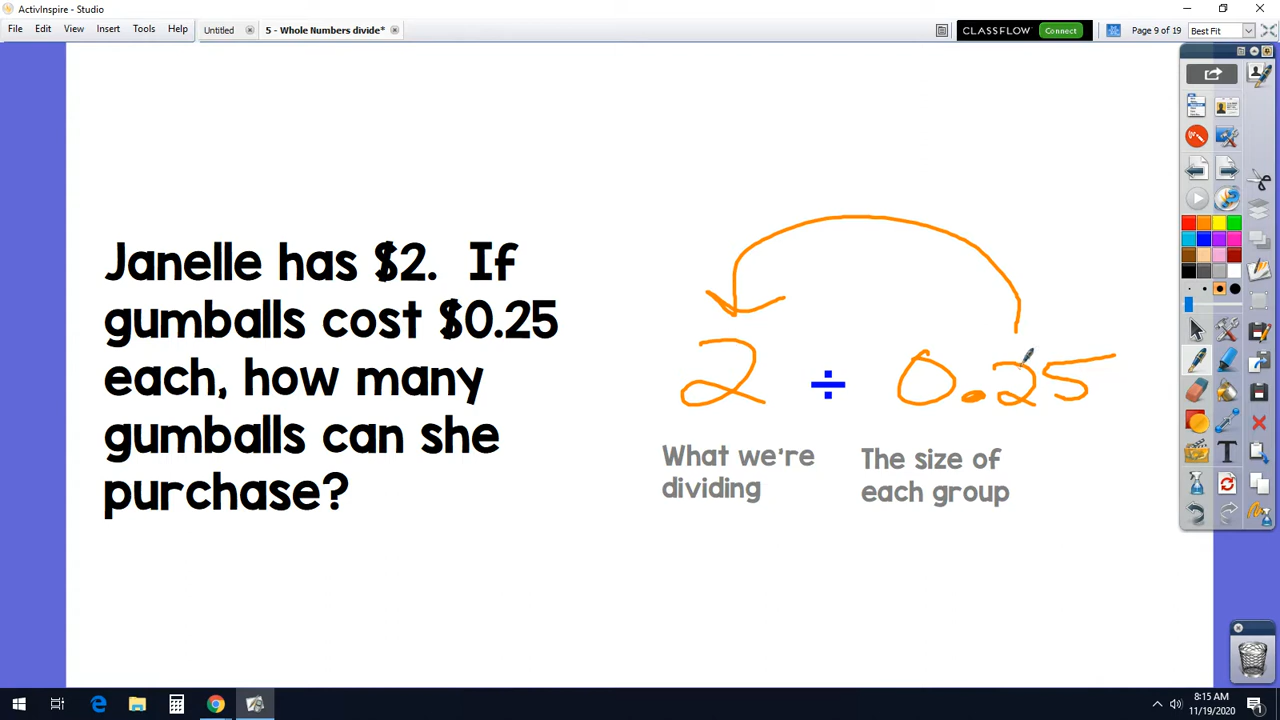 ActivInspire - Studio
File Edit View Insert Tools Help Untitled 5 - Whole Numbers divide* CLASSFLOW Connect Page 9 of 19 Best Fit
Janelle has $2. If
gumballs cost $0.25
each, how many
gumballs can she
purchase?
2 ÷ 0.25
What we're
dividing
The size of
each group
8:15 AM
11/19/2020